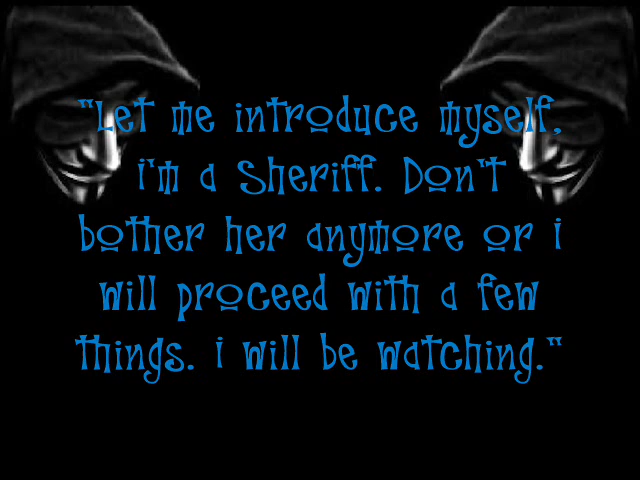 "Let me introduce myself,
i'm a Sheriff. Don't
bother her anymore or i
will proceed with a few
things. i will be watching."